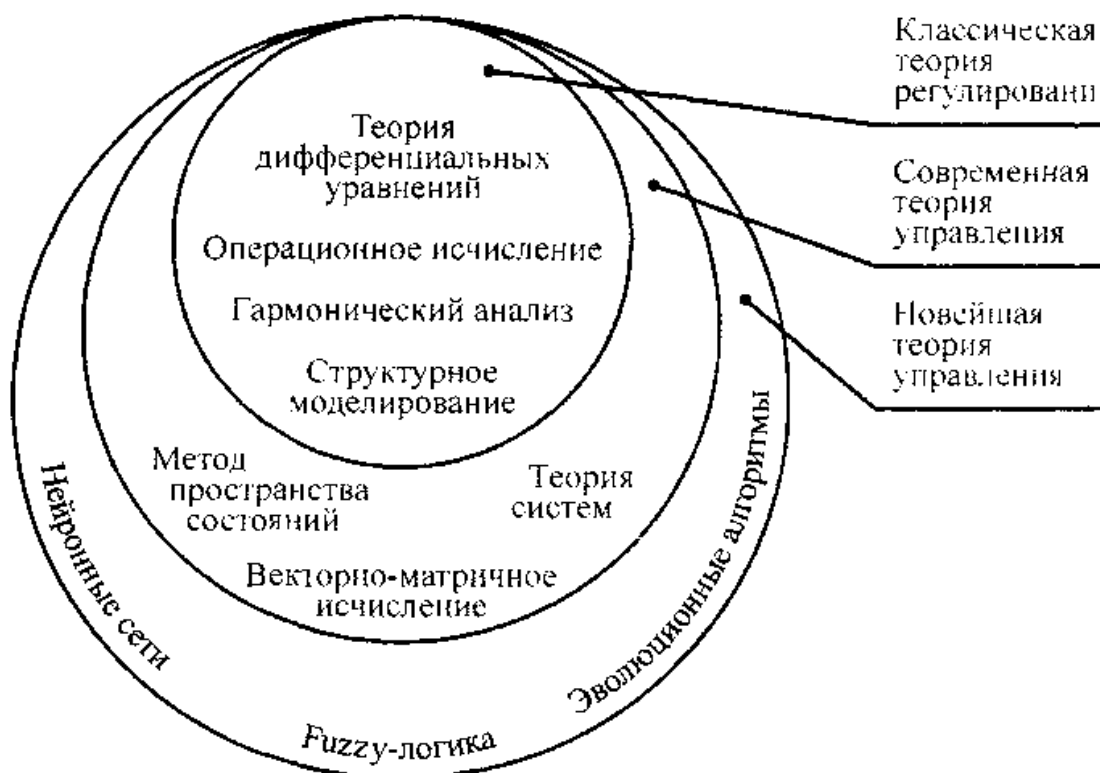 Классическая
теория
регулировани
Теория
дифференциальных
уравнений
Современная
теория
управления
Операционное исчисление
Гармонический анализ
Новейшая
теория
управления
Структурное
моделирование
Метод
пространства
состояний
Теория
систем
Векторно-матричное
исчисление
Нейронные сети
Fuzzy-логика
Эволюционные алгоритмы